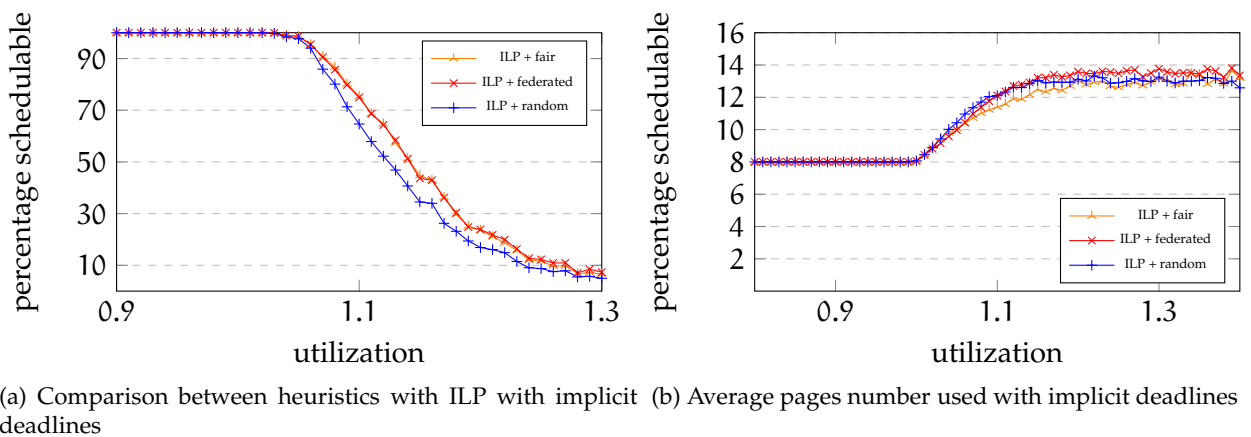 percentage schedulable
90
70
50
30
10
0.9
1.1
1.3
utilization
ILP + fair
ILP + federated
ILP + random
(a) Comparison between heuristics with ILP with implicit
deadlines
percentage schedulable
16
14
12
10
8
6
4
2
0.9
1.1
1.3
utilization
ILP + fair
ILP + federated
ILP + random
(b) Average pages number used with implicit deadlines